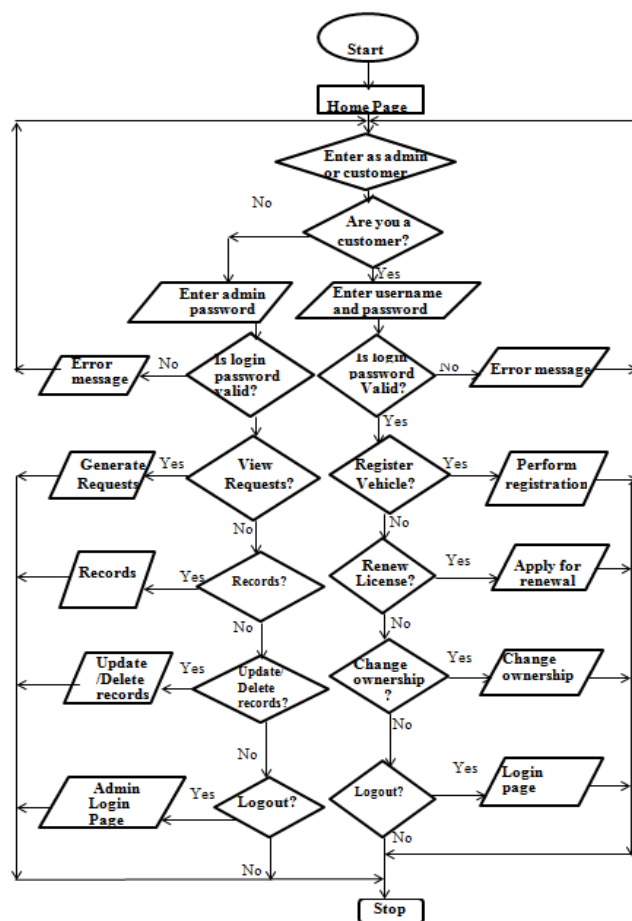 Start
Home Page
Enter as admin
or customer
No
Are you a
customer?
Yes
Enter admin
password
Enter username
and password
Error
message
No
Is login
password
valid?
Is login
password
Valid?
No
Error message
Yes
Generate
Requests
Yes
View
Requests?
Register
Vehicle?
Yes
Perform
registration
No
No
Records
Yes
Records?
Renew
License?
Yes
Apply for
renewal
No
No
Update
/Delete
records
Yes
Update/
Delete
records?
Change
ownership
?
Yes
Change
ownership
No
No
Admin
Login
Page
Yes
Logout?
Logout?
Yes
Login
page
No
No
Stop